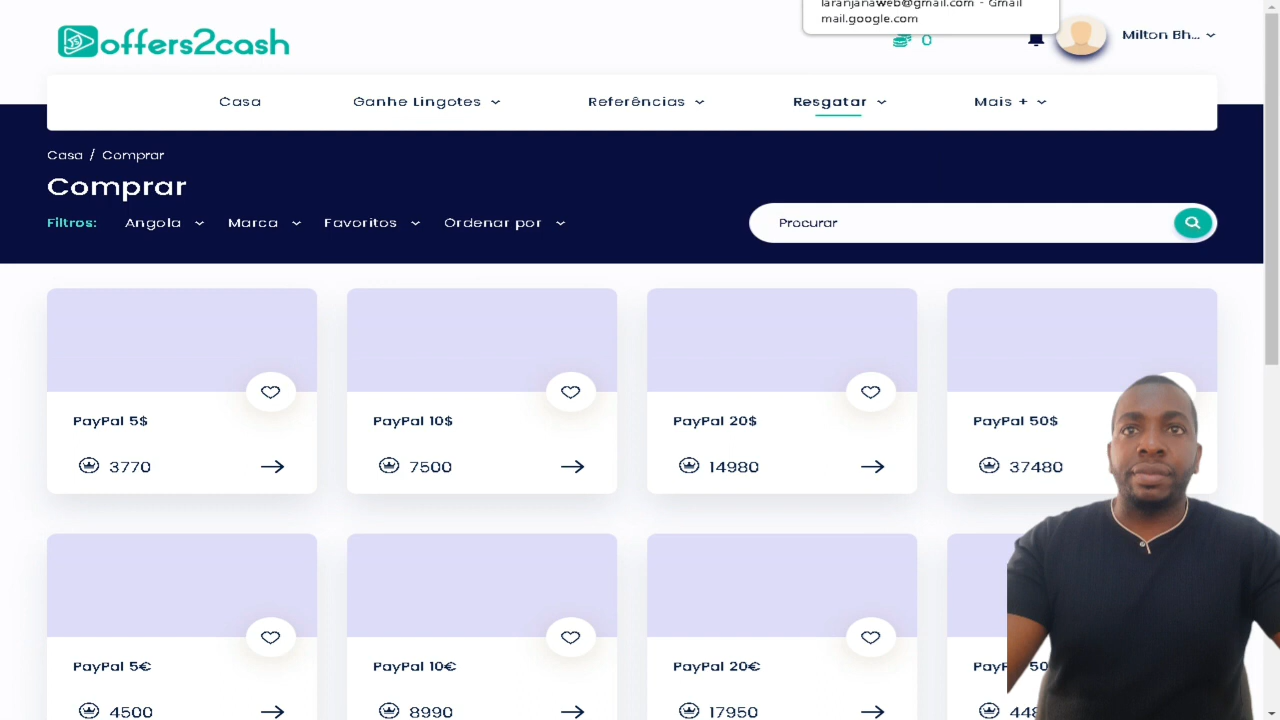 laranjanaweb@gmail.com - Gmail
mail.google.com
offers2cash
0
Milton Bh...
Casa Ganhe Lingotes Referências Resgatar Mais +
Casa / Comprar
Comprar
Filtros: Angola Marca Favoritos Ordenar por
Procurar
PayPal 5$ PayPal 10$ PayPal 20$ PayPal 50$
3770 7500 14980 37480
PayPal 5€ PayPal 10€ PayPal 20€
4500 8990 17950